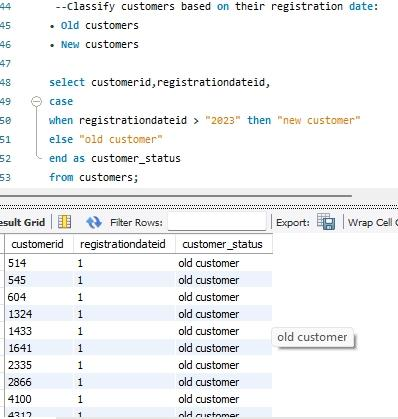 44 --Classify customers based on their registration date:
45 • Old customers
46 • New customers
47
48 select customerid,registrationdateid,
49 case
50 when registrationdateid > "2023" then "new customer"
51 else "old customer"
52 end as customer_status
53 from customers;
esult Grid Filter Rows: Export: Wrap Cell C
customerid registrationdateid customer_status
514 1 old customer
545 1 old customer
604 1 old customer
1324 1 old customer
1433 1 old customer
old customer
1641 1 old customer
2335 1 old customer
2866 1 old customer
4100 1 old customer
4312 1 old customer